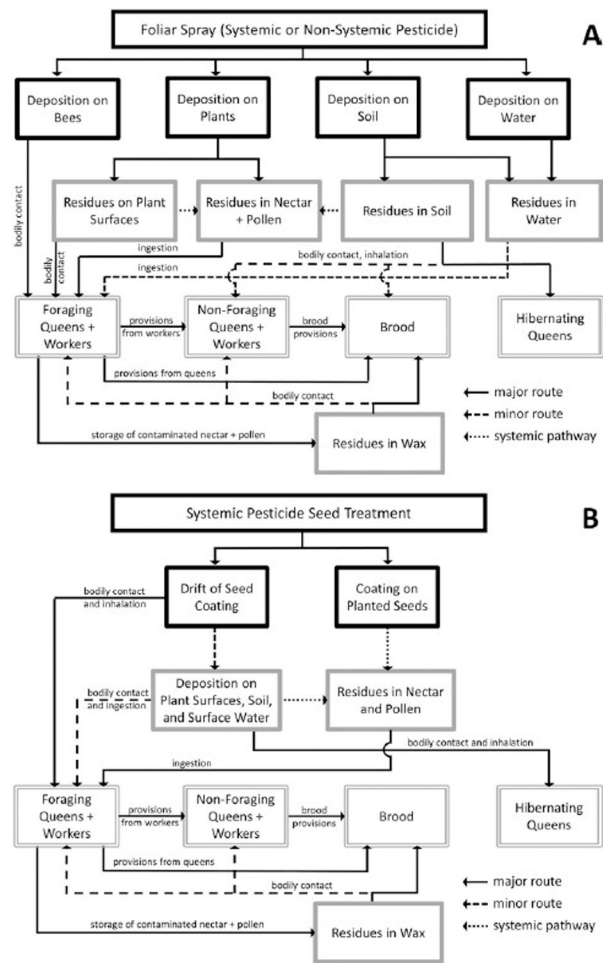 Foliar Spray (Systemic or Non-Systemic Pesticide)
A
Deposition on
Bees
Deposition on
Plants
Deposition on
Soil
Deposition on
Water
bodily contact
Residues on Plant
Surfaces
Residues in Nectar
+ Pollen
Residues in Soil
Residues in
Water
bodily
contact
ingestion
bodily contact, inhalation
ingestion
Foraging
Queens +
Workers
provisions
from workers
Non-Foraging
Queens +
Workers
brood
provisions
Brood
Hibernating
Queens
provisions from queens
bodily contact
storage of contaminated nectar + pollen
Residues in Wax
major route
minor route
systemic pathway
Systemic Pesticide Seed Treatment
B
bodily contact
and inhalation
Drift of Seed
Coating
Coating on
Planted Seeds
bodily contact
and ingestion
Deposition on
Plant Surfaces, Soil,
and Surface Water
Residues in Nectar
and Pollen
bodily contact and inhalation
ingestion
Foraging
Queens +
Workers
provisions
from workers
Non-Foraging
Queens +
Workers
brood
provisions
Brood
Hibernating
Queens
provisions from queens
bodily contact
storage of contaminated nectar + pollen
Residues in Wax
major route
minor route
systemic pathway